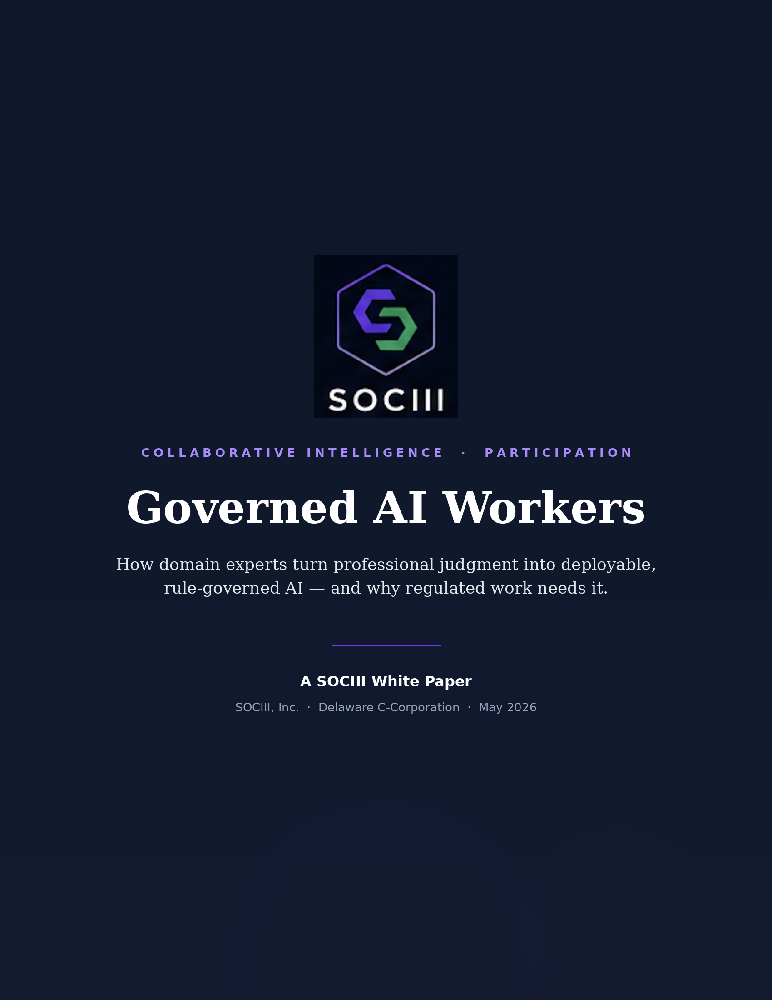 SOCIII
COLLABORATIVE INTELLIGENCE · PARTICIPATION
Governed AI Workers
How domain experts turn professional judgment into deployable,
rule-governed AI — and why regulated work needs it.
A SOCIII White Paper
SOCIII, Inc. · Delaware C-Corporation · May 2026